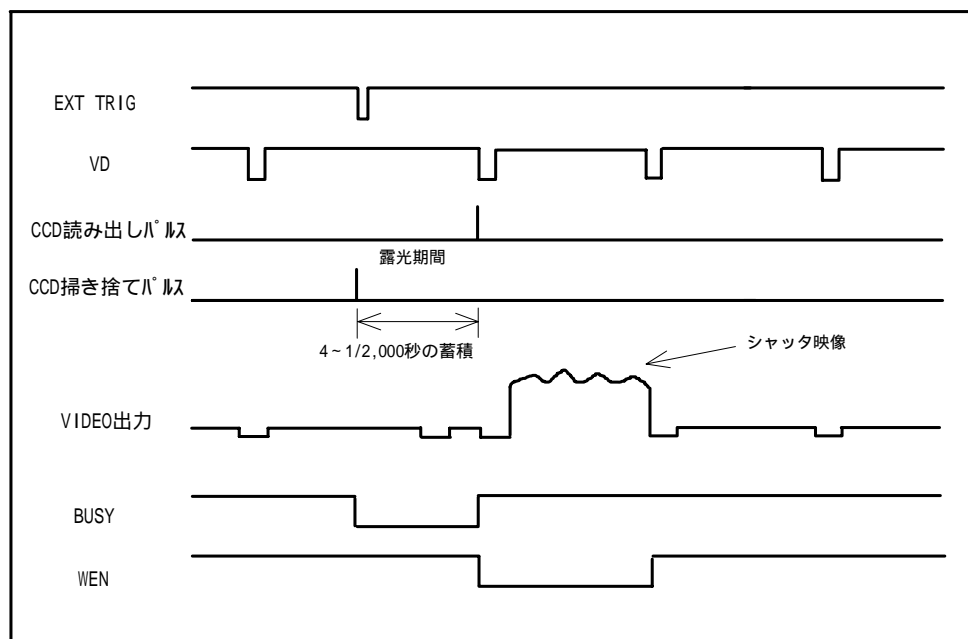 EXT TRIG
VD
CCD読み出しパルス
露光期間
CCD掃き捨てパルス
4~1/2,000秒の蓄積
シャッタ映像
VIDEO出力
BUSY
WEN